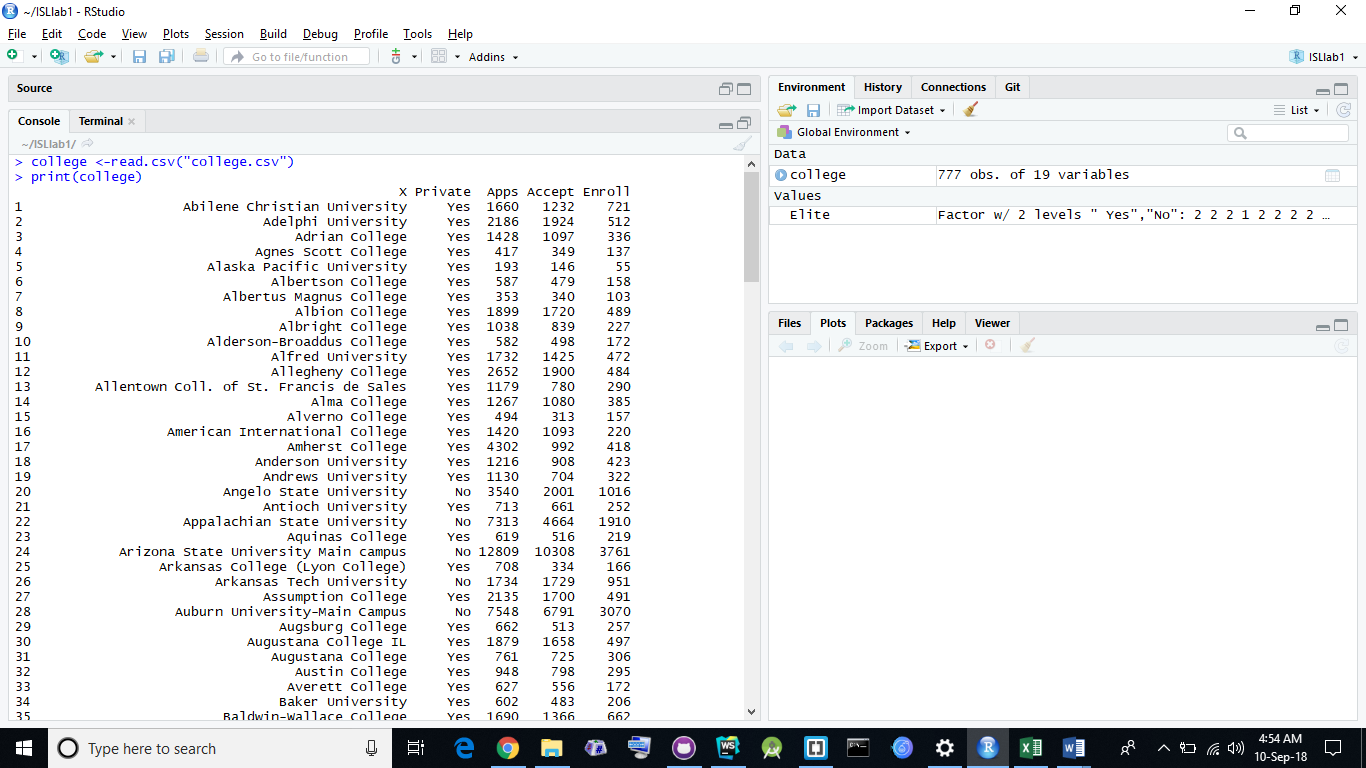 ~/ISLlab1 - RStudio
File Edit Code View Plots Session Build Debug Profile Tools Help
Go to file/function Addins ISLlab1
Source
Console Terminal
~/ISLlab1/
> college <-read.csv("college.csv")
> print(college)
X Private Apps Accept Enroll
1 Abilene Christian University Yes 1660 1232 721
2 Adelphi University Yes 2186 1924 512
3 Adrian College Yes 1428 1097 336
4 Agnes Scott College Yes 417 349 137
5 Alaska Pacific University Yes 193 146 55
6 Albertson College Yes 587 479 158
7 Albertus Magnus College Yes 353 340 103
8 Albion College Yes 1899 1720 489
9 Albright College Yes 1038 839 227
10 Alderson-Broaddus College Yes 582 498 172
11 Alfred University Yes 1732 1425 472
12 Allegheny College Yes 2652 1900 484
13 Allentown Coll. of St. Francis de Sales Yes 1179 780 290
14 Alma College Yes 1267 1080 385
15 Alverno College Yes 494 313 157
16 American International College Yes 1420 1093 220
17 Amherst College Yes 4302 992 418
18 Anderson University Yes 1216 908 423
19 Andrews University Yes 1130 704 322
20 Angelo State University No 3540 2001 1016
21 Antioch University Yes 713 661 252
22 Appalachian State University No 7313 4664 1910
23 Aquinas College Yes 619 516 219
24 Arizona State University Main campus No 12809 10308 3761
25 Arkansas College (Lyon College) Yes 708 334 166
26 Arkansas Tech University No 1734 1729 951
27 Assumption College Yes 2135 1700 491
28 Auburn University-Main Campus No 7548 6791 3070
29 Augsburg College Yes 662 513 257
30 Augustana College IL Yes 1879 1658 497
31 Augustana College Yes 761 725 306
32 Austin College Yes 948 798 295
33 Averett College Yes 627 556 172
34 Baker University Yes 602 483 206
35 Baldwin-Wallace College Yes 1690 1366 662
Environment History Connections Git
Import Dataset List
Global Environment
Data
college 777 obs. of 19 variables
Values
Elite Factor w/ 2 levels " Yes","No": 2 2 2 1 2 2 2 2 …
Files Plots Packages Help Viewer
Zoom Export
Type here to search
4:54 AM
10-Sep-18